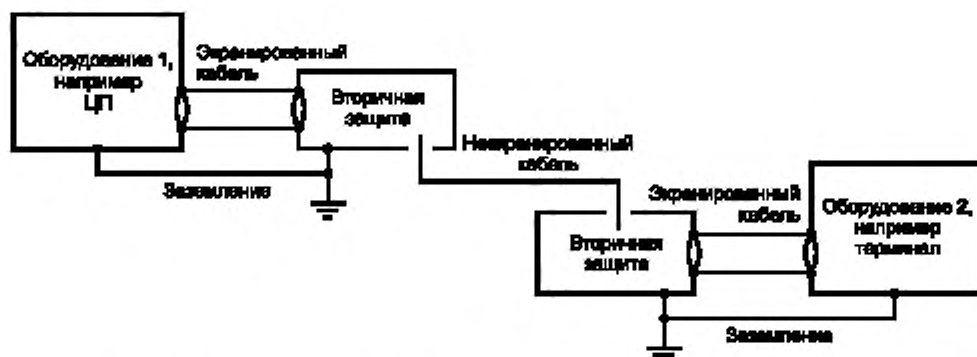 Оборудование 1,
например
ЦП
Экранированный
кабель
Вторичная
защита
Заземление
Неэкранированный
кабель
Вторичная
защита
Экранированный
кабель
Оборудование 2,
например
терминал
Заземление